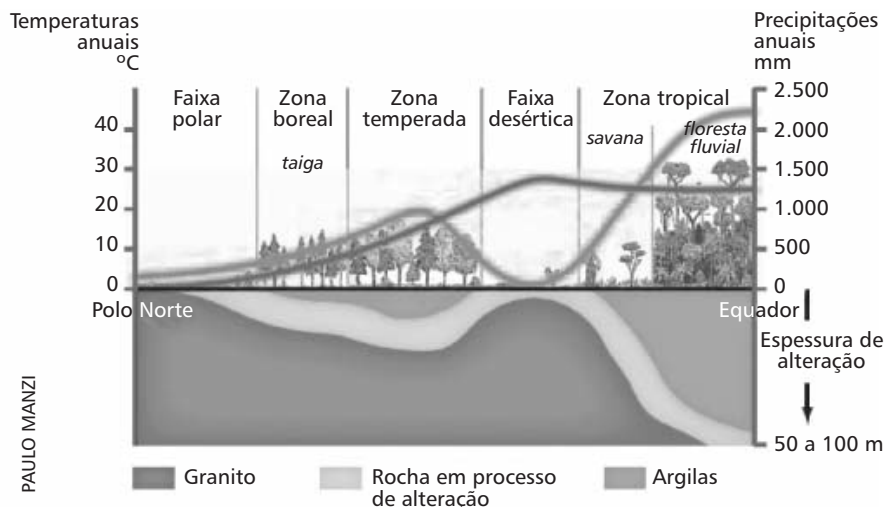 Temperaturas
anuais
ºC
Precipitações
anuais
mm
Faixa
polar
Zona
boreal
Zona
temperada
Faixa
desértica
Zona tropical
taiga
savana
floresta
fluvial
40
30
20
10
0
2.500
2.000
1.500
1.000
500
0
Polo Norte
Equador
Espessura de
alteração
50 a 100 m
PAULO MANZI
Granito
Rocha em processo
de alteração
Argilas